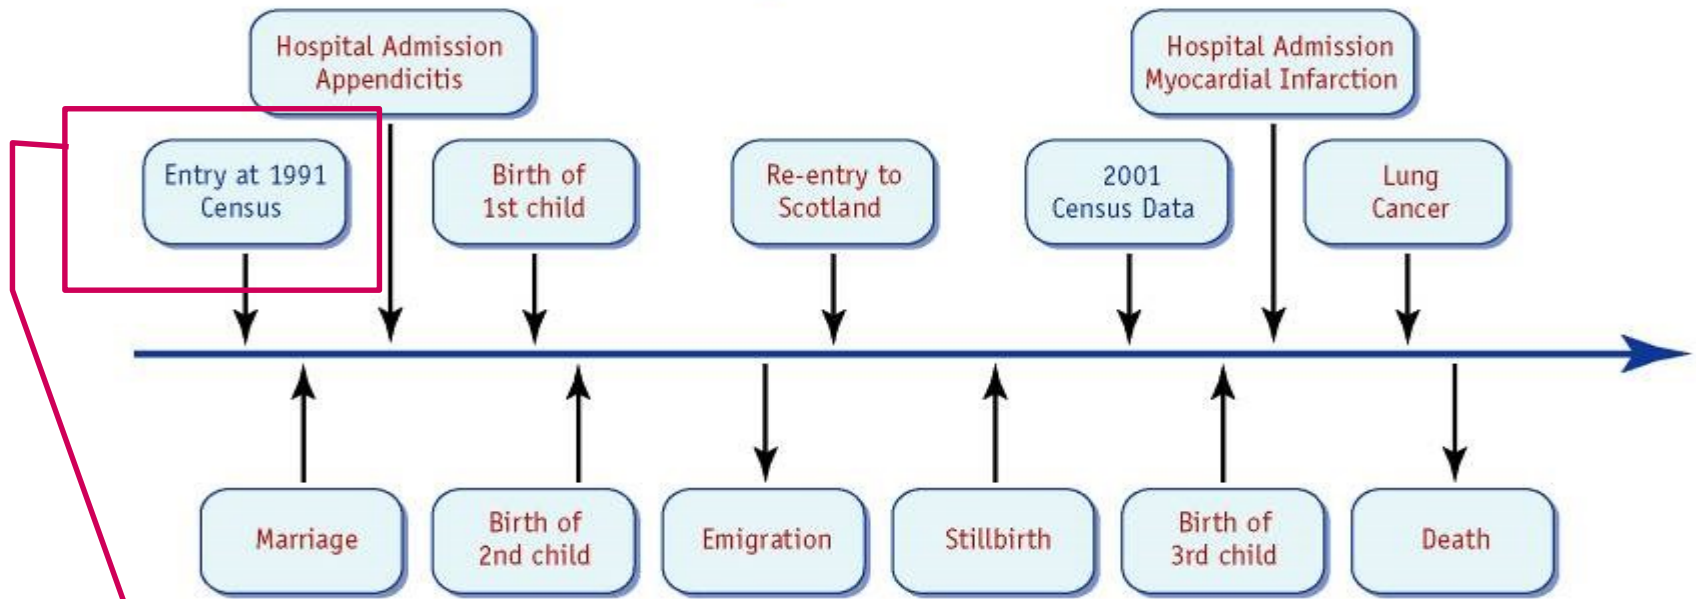 Hospital Admission
Appendicitis
Hospital Admission
Myocardial Infarction
Entry at 1991
Census
Birth of
1st child
Re-entry to
Scotland
2001
Census Data
Lung
Cancer
Marriage
Birth of
2nd child
Emigration
Stillbirth
Birth of
3rd child
Death